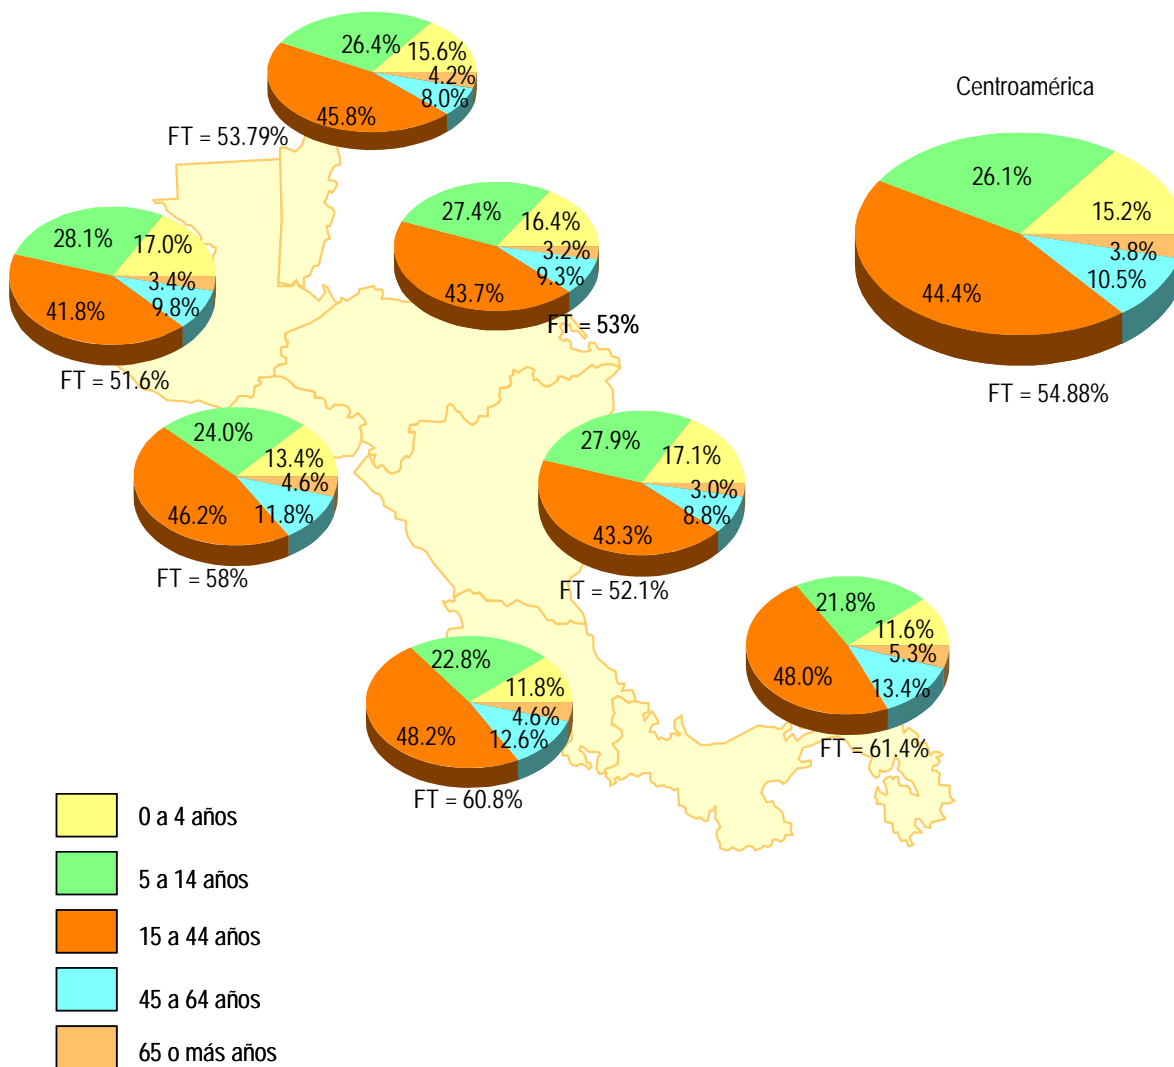 26.4%
15.6%
4.2%
8.0%
45.8%
FT = 53.79%
Centroamérica
26.1%
15.2%
3.8%
10.5%
44.4%
FT = 54.88%
27.4%
16.4%
3.2%
9.3%
43.7%
FT = 53%
28.1%
17.0%
3.4%
9.8%
41.8%
FT = 51.6%
24.0%
13.4%
4.6%
11.8%
46.2%
FT = 58%
27.9%
17.1%
3.0%
8.8%
43.3%
FT = 52.1%
21.8%
11.6%
5.3%
13.4%
48.0%
FT = 61.4%
22.8%
11.8%
4.6%
12.6%
48.2%
FT = 60.8%
0 a 4 años
5 a 14 años
15 a 44 años
45 a 64 años
65 o más años